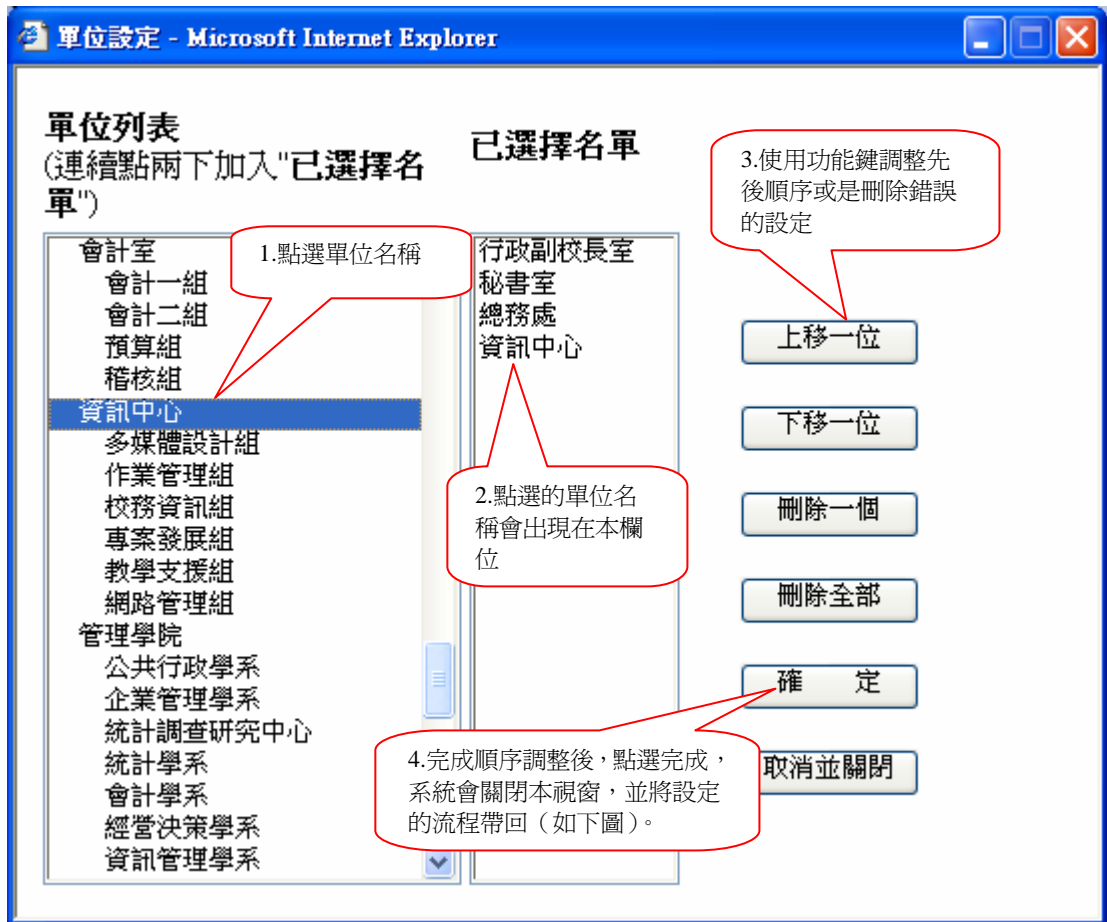 單位設定 - Microsoft Internet Explorer
單位列表
(連續點兩下加入"已選擇名
單")
會計室
會計一組
會計二組
預算組
稽核組
資訊中心
多媒體設計組
作業管理組
校務資訊組
專案發展組
教學支援組
網路管理組
管理學院
公共行政學系
企業管理學系
統計調查研究中心
統計學系
會計學系
經營決策學系
資訊管理學系
1.點選單位名稱
已選擇名單
行政副校長室
秘書室
總務處
資訊中心
2.點選的單位名
稱會出現在本欄
位
3.使用功能鍵調整先
後順序或是刪除錯誤
的設定
上移一位
下移一位
刪除一個
刪除全部
確 定
取消並關閉
4.完成順序調整後，點選完成，
系統會關閉本視窗，並將設定
的流程帶回（如下圖）。